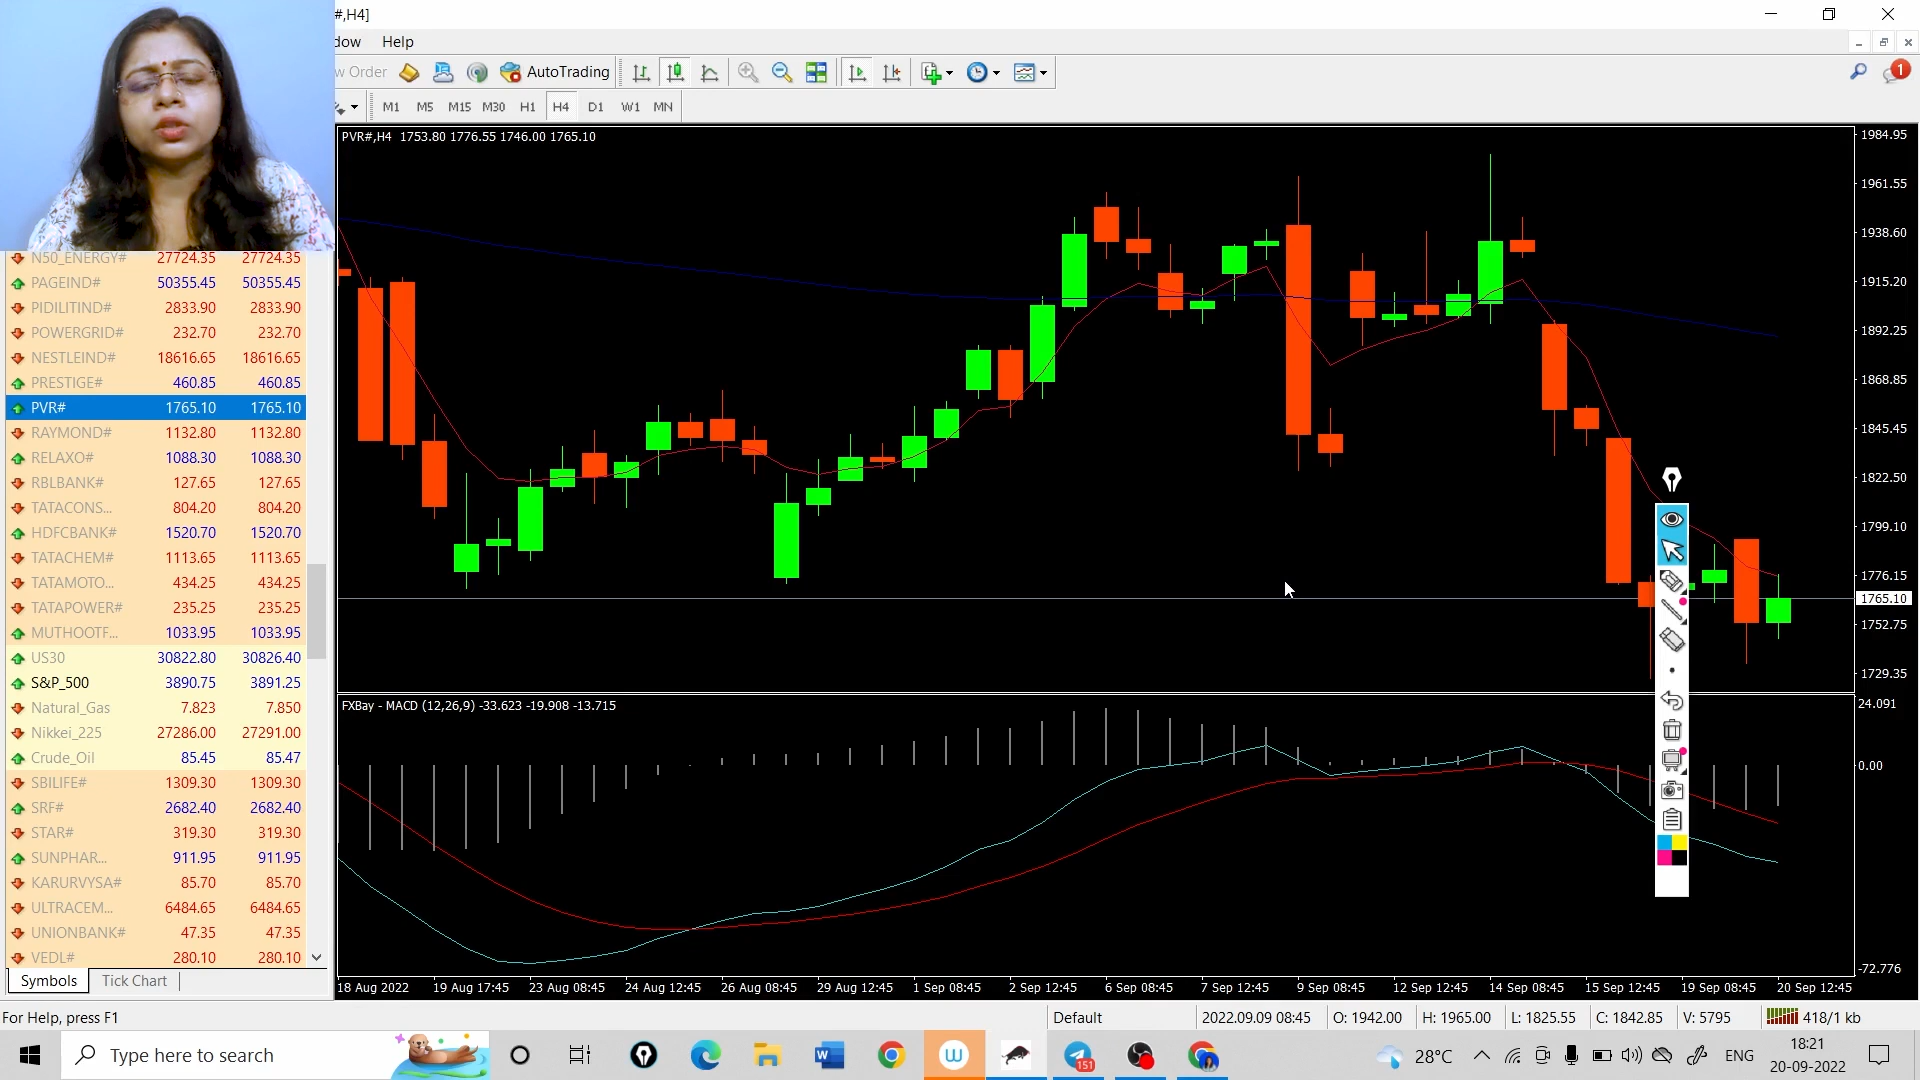 #,H4]
dow Help
w Order AutoTrading 1
M1 M5 M15 M30 H1 H4 D1 W1 MN
PVR#,H4 1753.80 1776.55 1746.00 1765.10
1984.95
1961.55
1938.60
1915.20
1892.25
1868.85
1845.45
1822.50
1799.10
1776.15
1765.10
1752.75
1729.35
N50_ENERGY# 27724.35 27724.35
PAGEIND# 50355.45 50355.45
PIDILITIND# 2833.90 2833.90
POWERGRID# 232.70 232.70
NESTLEIND# 18616.65 18616.65
PRESTIGE# 460.85 460.85
PVR# 1765.10 1765.10
RAYMOND# 1132.80 1132.80
RELAXO# 1088.30 1088.30
RBLBANK# 127.65 127.65
TATACONS... 804.20 804.20
HDFCBANK# 1520.70 1520.70
TATACHEM# 1113.65 1113.65
TATAMOTO... 434.25 434.25
TATAPOWER# 235.25 235.25
MUTHOOTF... 1033.95 1033.95
US30 30822.80 30826.40
S&P_500 3890.75 3891.25
Natural_Gas 7.823 7.850
Nikkei_225 27286.00 27291.00
Crude_Oil 85.45 85.47
SBILIFE# 1309.30 1309.30
SRF# 2682.40 2682.40
STAR# 319.30 319.30
SUNPHAR... 911.95 911.95
KARURVYSA# 85.70 85.70
ULTRACEM... 6484.65 6484.65
UNIONBANK# 47.35 47.35
VEDL# 280.10 280.10
Symbols Tick Chart
FXBay - MACD (12,26,9) -33.623 -19.908 -13.715
24.091
0.00
-72.776
18 Aug 2022 19 Aug 17:45 23 Aug 08:45 24 Aug 12:45 26 Aug 08:45 29 Aug 12:45 1 Sep 08:45 2 Sep 12:45 6 Sep 08:45 7 Sep 12:45 9 Sep 08:45 12 Sep 12:45 14 Sep 08:45 15 Sep 12:45 19 Sep 08:45 20 Sep 12:45
For Help, press F1 Default 2022.09.09 08:45 O: 1942.00 H: 1965.00 L: 1825.55 C: 1842.85 V: 5795 418/1 kb
Type here to search W W 151 28°C ENG 18:21
20-09-2022